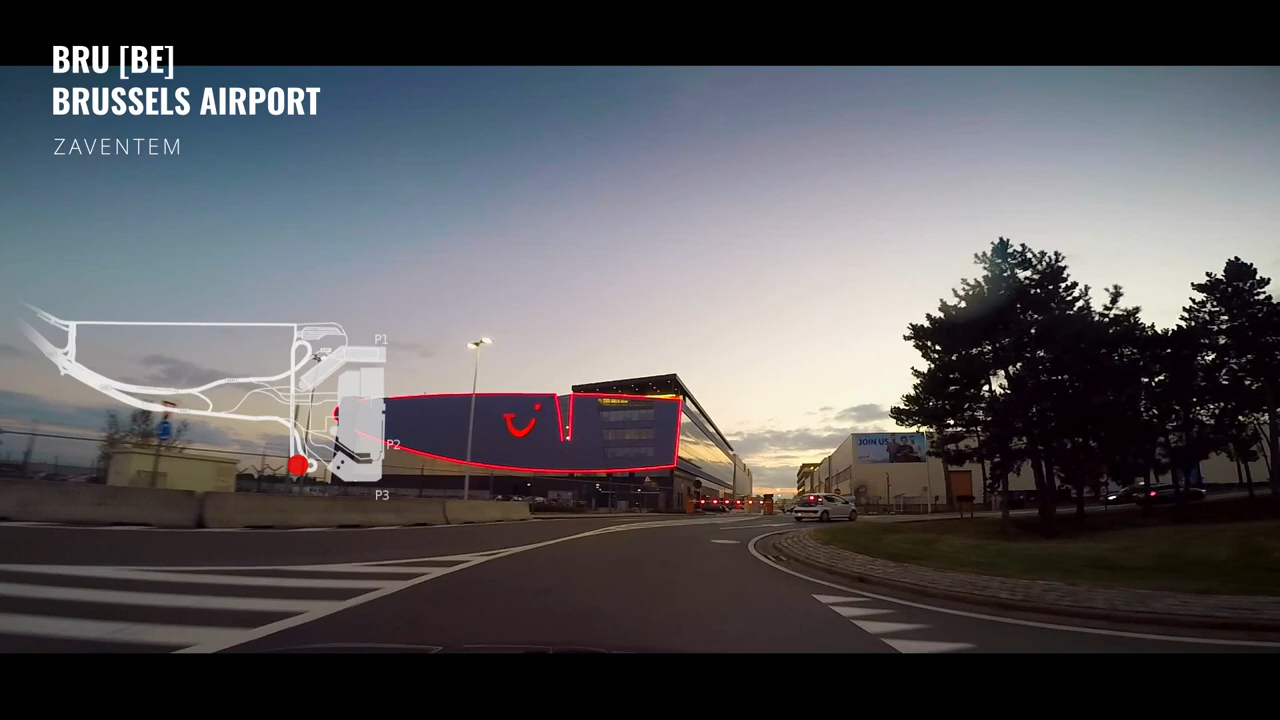 BRU [BE]
BRUSSELS AIRPORT
ZAVENTEM
P1
P2
P3
JOIN US